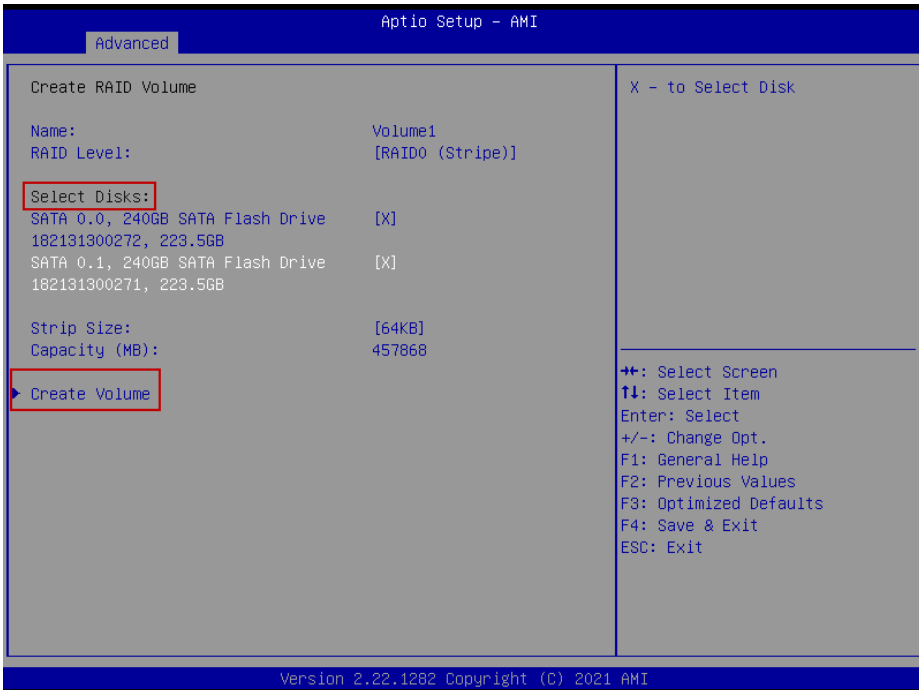 Aptio Setup – AMI
Advanced
Create RAID Volume
Name: Volume1
RAID Level: [RAID0 (Stripe)]
Select Disks:
SATA 0.0, 240GB SATA Flash Drive [X]
182131300272, 223.5GB
SATA 0.1, 240GB SATA Flash Drive [X]
182131300271, 223.5GB
Strip Size: [64KB]
Capacity (MB): 457868
Create Volume
X – to Select Disk
→←: Select Screen
↑↓: Select Item
Enter: Select
+/-: Change Opt.
F1: General Help
F2: Previous Values
F3: Optimized Defaults
F4: Save & Exit
ESC: Exit
Version 2.22.1282 Copyright (C) 2021 AMI